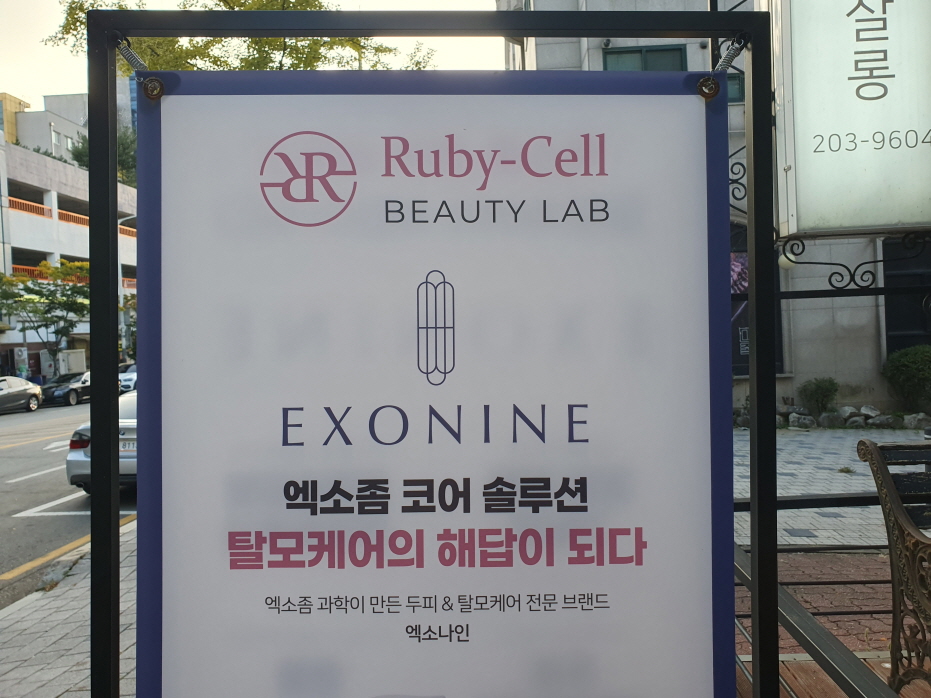 Ruby-Cell
BEAUTY LAB
EXONINE
엑소좀 코어 솔루션
탈모케어의 해답이 되다
엑소좀 과학이 만든 두피 & 탈모케어 전문 브랜드
엑소나인
살롱
203-9604